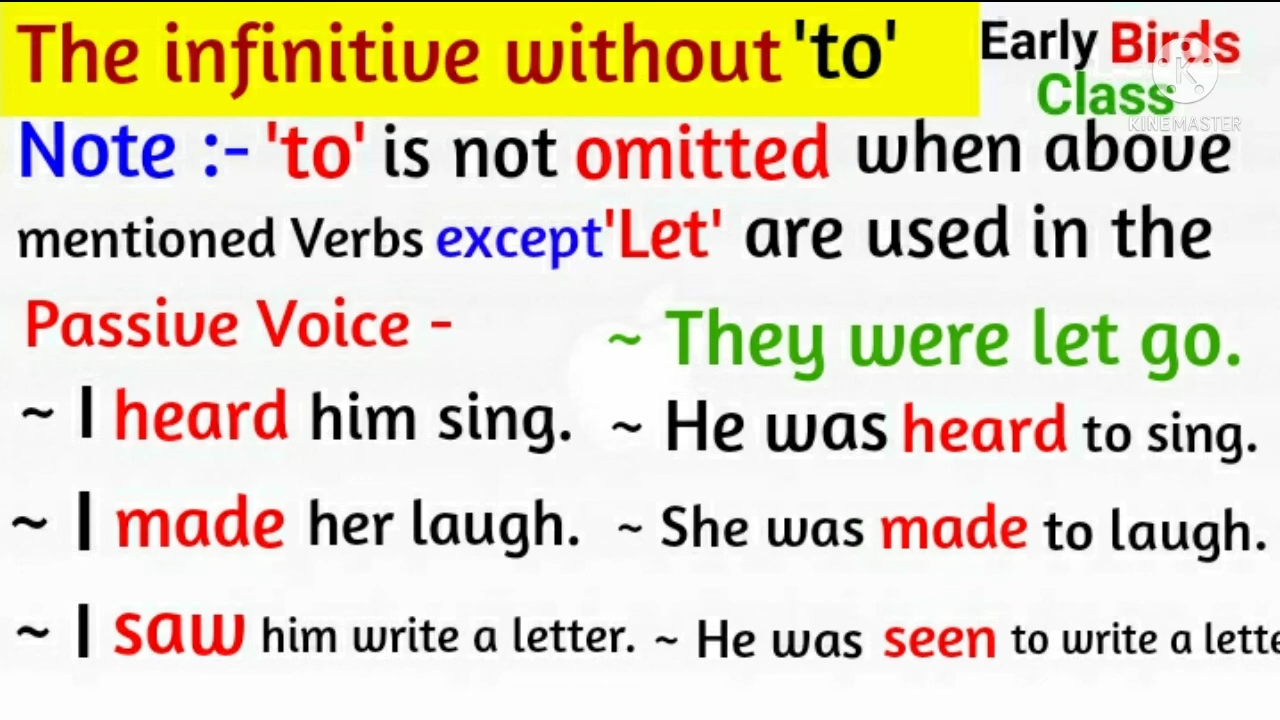 The infinitive without 'to'
Early Birds
Class
KINEMASTER
Note :- 'to' is not omitted when above
mentioned Verbs except 'Let' are used in the
Passive Voice -
~ They were let go.
~ I heard him sing. ~ He was heard to sing.
~ I made her laugh. ~ She was made to laugh.
~ I saw him write a letter. ~ He was seen to write a lette